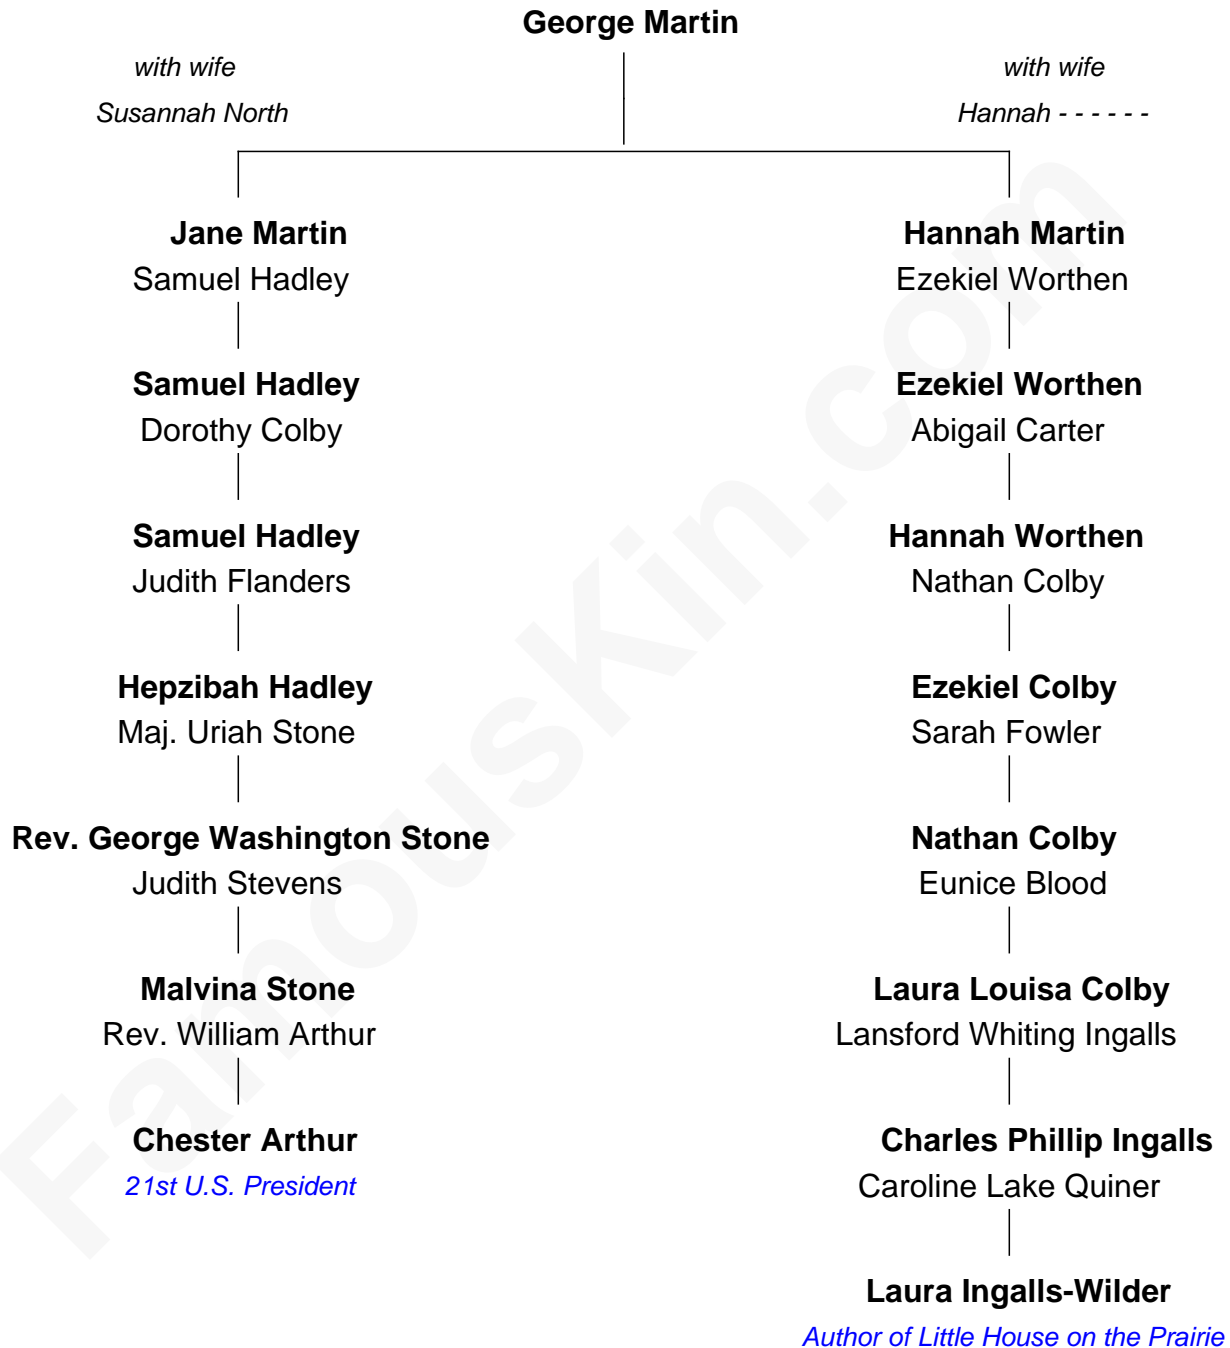 George Martin
with wife
Susannah North
with wife
Hannah - - - - - -
Jane Martin
Samuel Hadley
Hannah Martin
Ezekiel Worthen
Samuel Hadley
Dorothy Colby
Ezekiel Worthen
Abigail Carter
Samuel Hadley
Judith Flanders
Hannah Worthen
Nathan Colby
Hepzibah Hadley
Maj. Uriah Stone
Ezekiel Colby
Sarah Fowler
Rev. George Washington Stone
Judith Stevens
Nathan Colby
Eunice Blood
Malvina Stone
Rev. William Arthur
Laura Louisa Colby
Lansford Whiting Ingalls
Chester Arthur
21st U.S. President
Charles Phillip Ingalls
Caroline Lake Quiner
Laura Ingalls-Wilder
Author of Little House on the Prairie
FamousKin.com